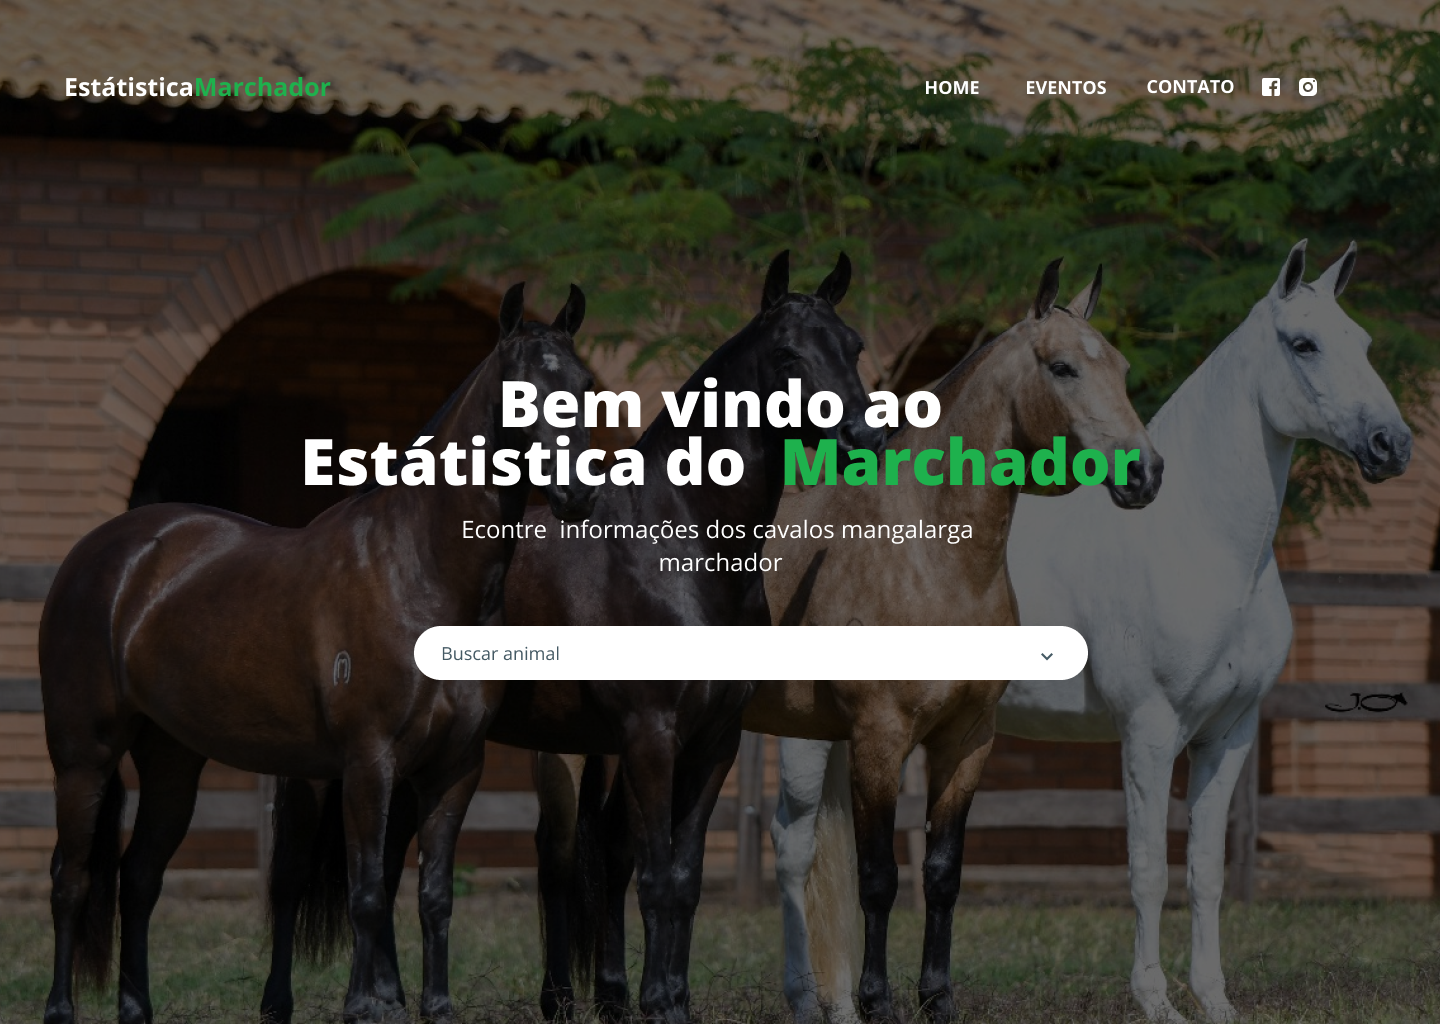 EstátisticaMarchador
HOME EVENTOS CONTATO
Bem vindo ao
Estátistica do Marchador
Econtre informações dos cavalos mangalarga
marchador
Buscar animal